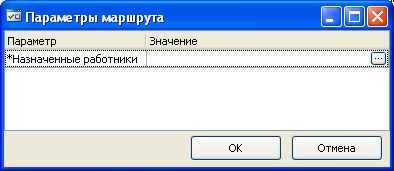 Параметры маршрута
Параметр Значение
*Назначенные работники ...
ОК Отмена